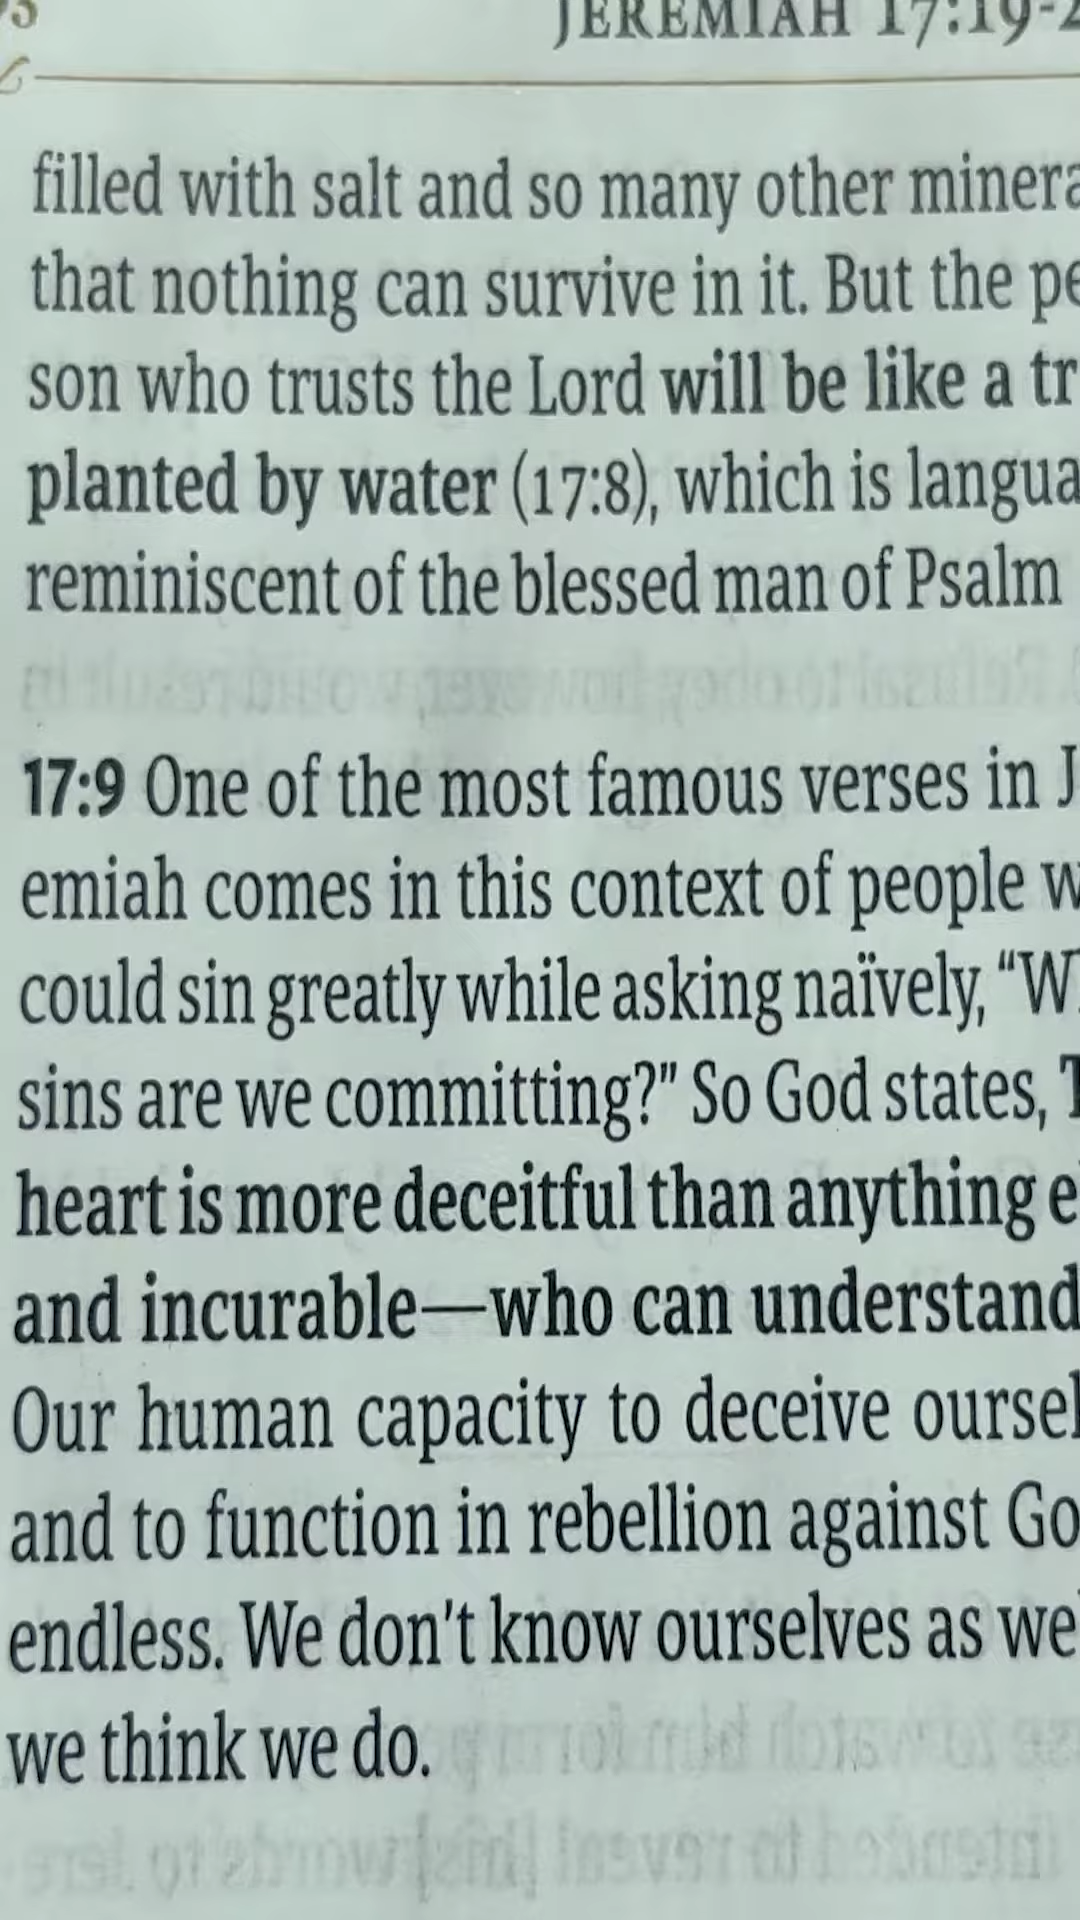 JEREMIAH 17:19-2
filled with salt and so many other minera
that nothing can survive in it. But the pe
son who trusts the Lord will be like a tr
planted by water (17:8), which is langua
reminiscent of the blessed man of Psalm
17:9 One of the most famous verses in J
emiah comes in this context of people w
could sin greatly while asking naïvely, “W
sins are we committing?” So God states, T
heart is more deceitful than anything e
and incurable—who can understand
Our human capacity to deceive oursel
and to function in rebellion against Go
endless. We don't know ourselves as we
we think we do.